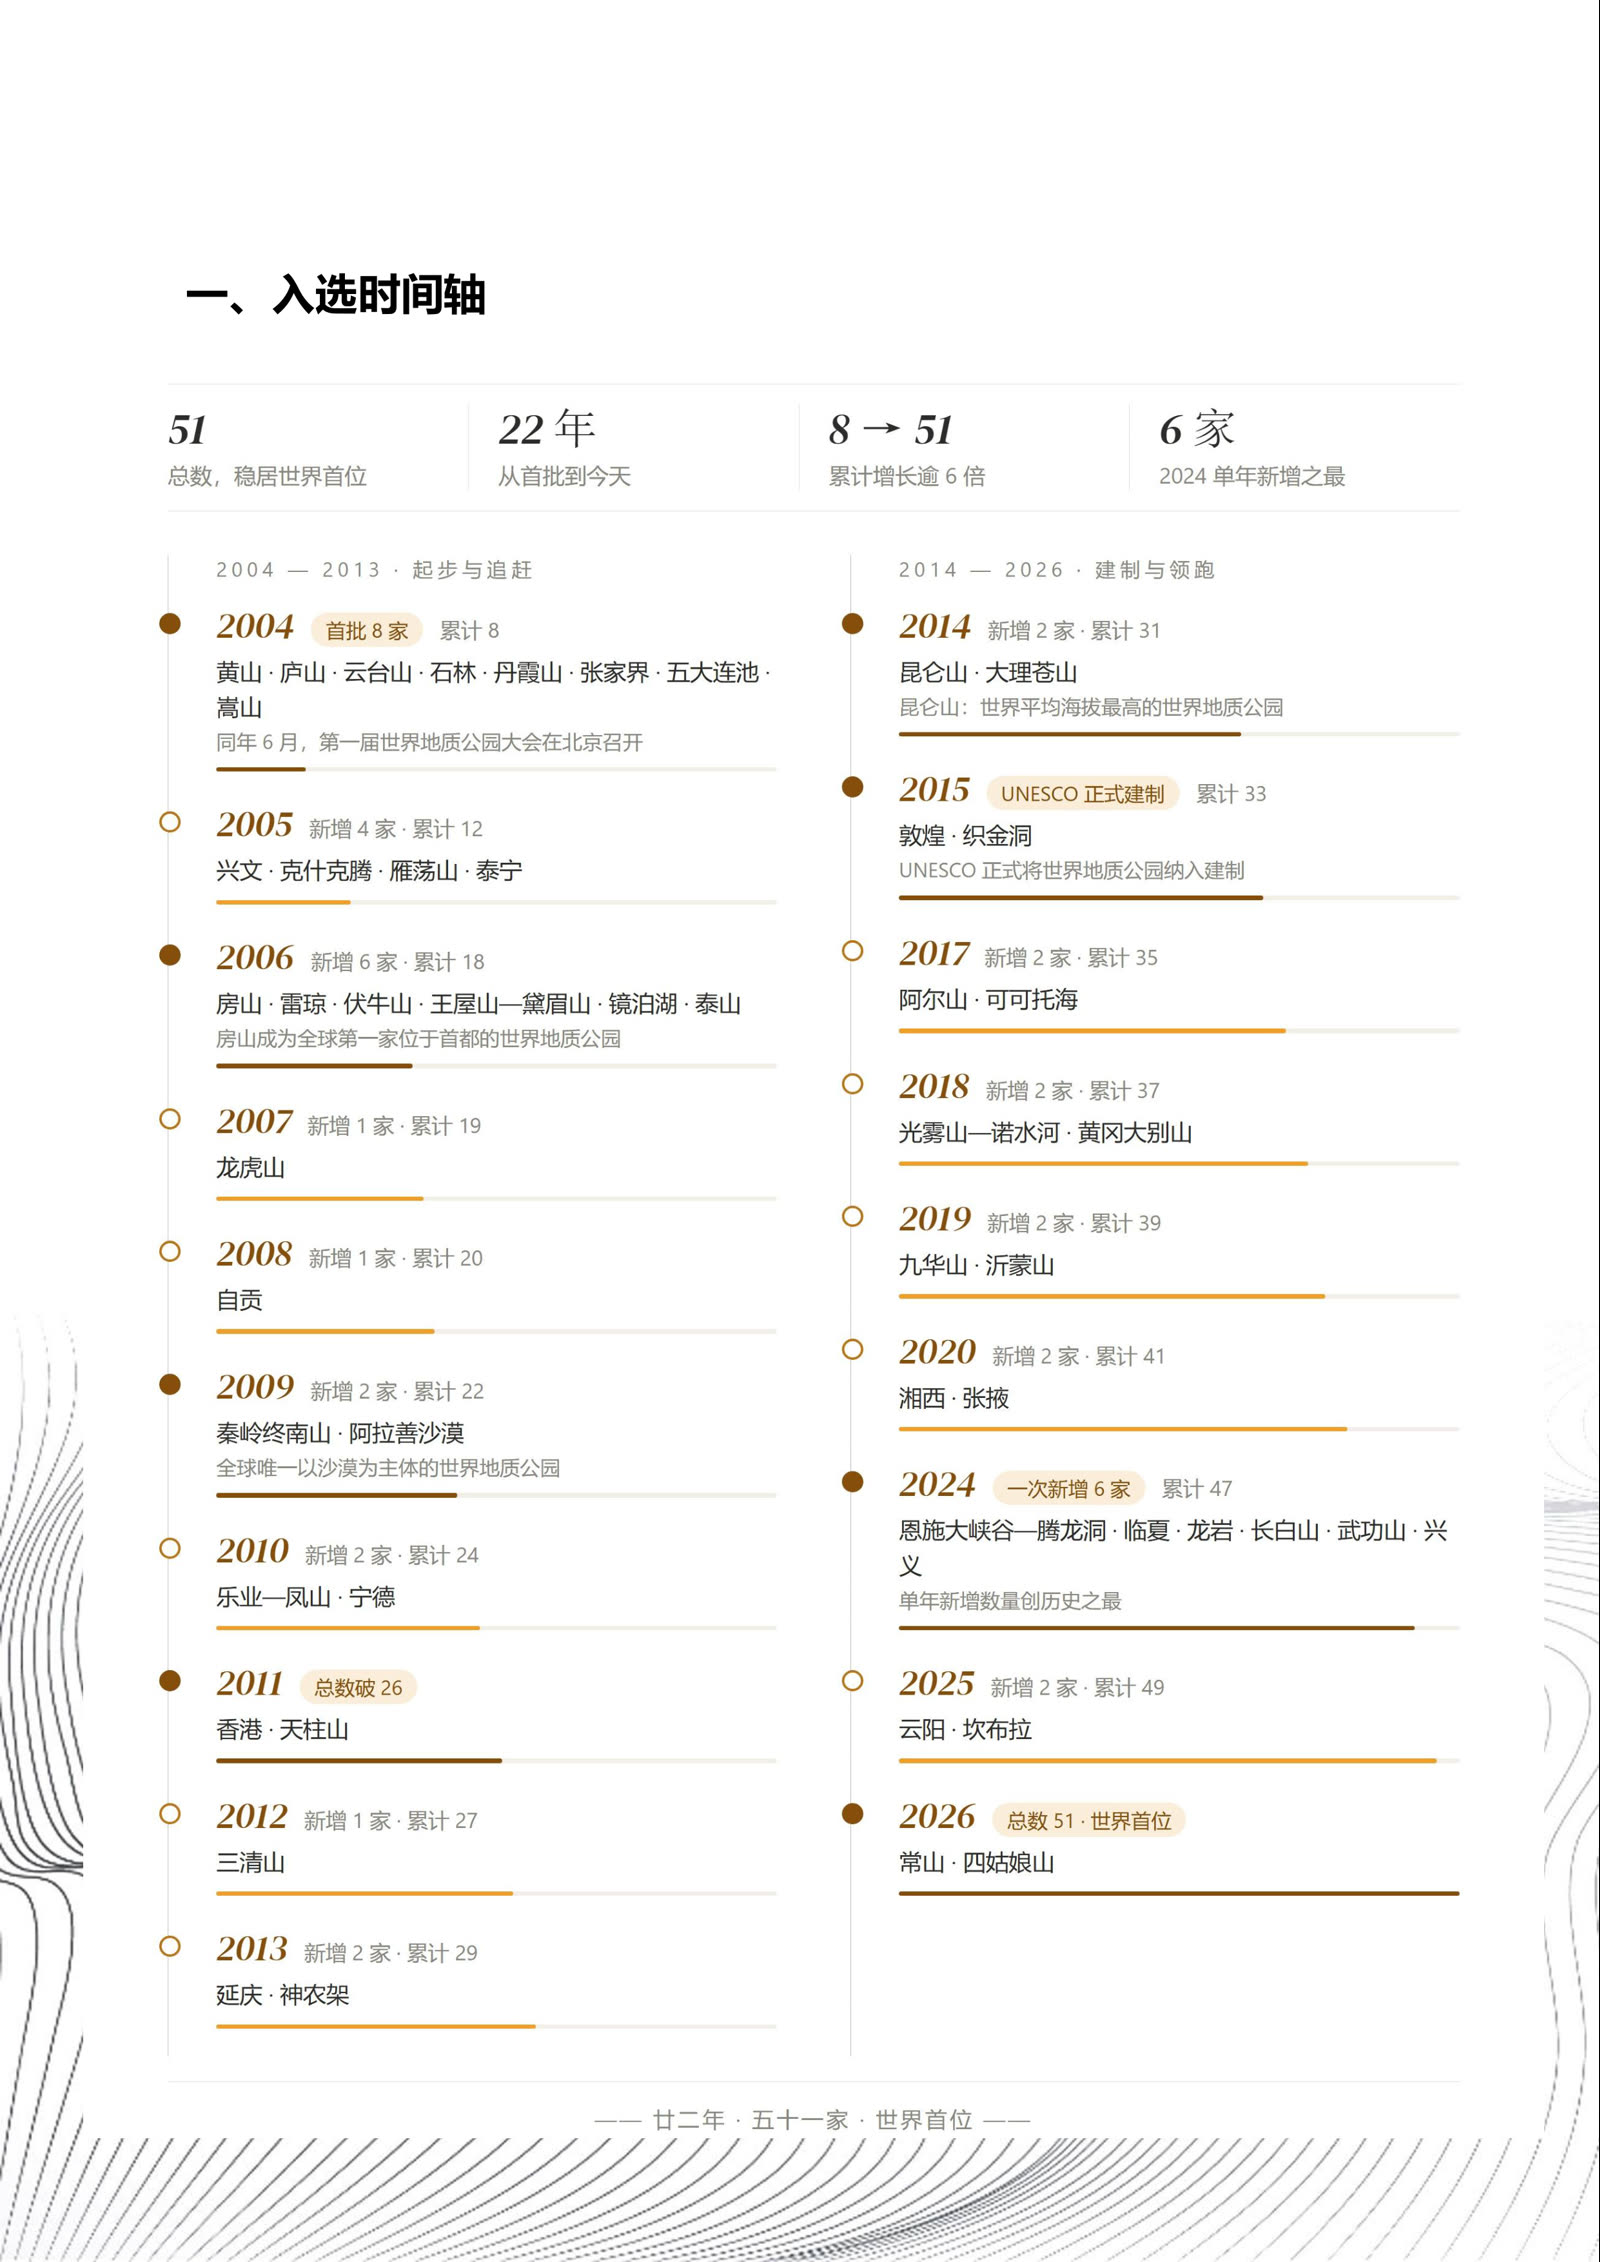 一、入选时间轴
51
总数，稳居世界首位
22 年
从首批到今天
8 → 51
累计增长逾 6 倍
6 家
2024 单年新增之最
2004 — 2013 · 起步与追赶
2004 首批 8 家 累计 8
黄山 · 庐山 · 云台山 · 石林 · 丹霞山 · 张家界 · 五大连池 ·
嵩山
同年 6 月，第一届世界地质公园大会在北京召开
2005 新增 4 家 · 累计 12
兴文 · 克什克腾 · 雁荡山 · 泰宁
2006 新增 6 家 · 累计 18
房山 · 雷琼 · 伏牛山 · 王屋山—黛眉山 · 镜泊湖 · 泰山
房山成为全球第一家位于首都的世界地质公园
2007 新增 1 家 · 累计 19
龙虎山
2008 新增 1 家 · 累计 20
自贡
2009 新增 2 家 · 累计 22
秦岭终南山 · 阿拉善沙漠
全球唯一以沙漠为主体的世界地质公园
2010 新增 2 家 · 累计 24
乐业—凤山 · 宁德
2011 总数破 26
香港 · 天柱山
2012 新增 1 家 · 累计 27
三清山
2013 新增 2 家 · 累计 29
延庆 · 神农架
2014 — 2026 · 建制与领跑
2014 新增 2 家 · 累计 31
昆仑山 · 大理苍山
昆仑山：世界平均海拔最高的世界地质公园
2015 UNESCO 正式建制 累计 33
敦煌 · 织金洞
UNESCO 正式将世界地质公园纳入建制
2017 新增 2 家 · 累计 35
阿尔山 · 可可托海
2018 新增 2 家 · 累计 37
光雾山—诺水河 · 黄冈大别山
2019 新增 2 家 · 累计 39
九华山 · 沂蒙山
2020 新增 2 家 · 累计 41
湘西 · 张掖
2024 一次新增 6 家 累计 47
恩施大峡谷—腾龙洞 · 临夏 · 龙岩 · 长白山 · 武功山 · 兴
义
单年新增数量创历史之最
2025 新增 2 家 · 累计 49
云阳 · 坎布拉
2026 总数 51 · 世界首位
常山 · 四姑娘山
—— 廿二年 · 五十一家 · 世界首位 ——